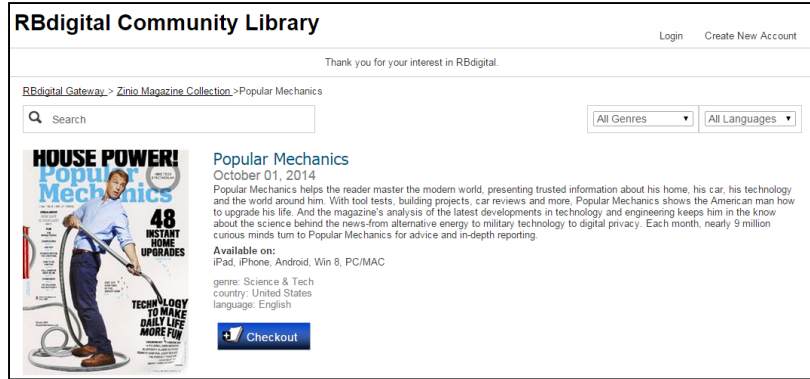 RBdigital Community Library
Login Create New Account
Thank you for your interest in RBdigital.
RBdigital Gateway > Zinio Magazine Collection >Popular Mechanics
Search
All Genres All Languages
HOUSE POWER!
Popular Mechanics
48
INSTANT
HOME
UPGRADES
TECHNOLOGY
TO MAKE
DAILY LIFE
MORE FUN
Popular Mechanics
October 01, 2014
Popular Mechanics helps the reader master the modern world, presenting trusted information about his home, his car, his technology
and the world around him. With tool tests, building projects, car reviews and more, Popular Mechanics shows the American man how
to upgrade his life. And the magazine's analysis of the latest developments in technology and engineering keeps him in the know
about the science behind the news-from alternative energy to military technology to digital privacy. Each month, nearly 9 million
curious minds turn to Popular Mechanics for advice and in-depth reporting.
Available on:
iPad, iPhone, Android, Win 8, PC/MAC
genre: Science & Tech
country: United States
language: English
Checkout